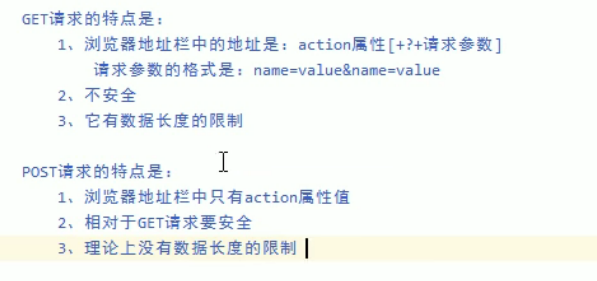 GET请求的特点是：
1、浏览器地址栏中的地址是：action属性[+?+请求参数]
请求参数的格式是：name=value&name=value
2、不安全
3、它有数据长度的限制
POST请求的特点是：
1、浏览器地址栏中只有action属性值
2、相对于GET请求要安全
3、理论上没有数据长度的限制